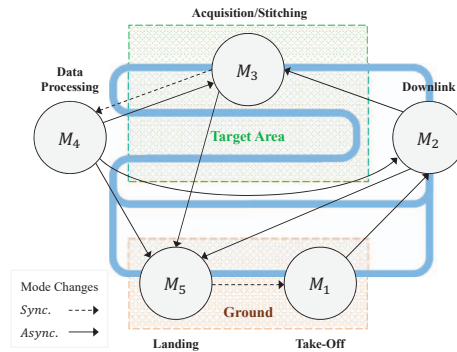 Acquisition/Stitching
M3
Data
Processing
Downlink
M4
M2
Target Area
Mode Changes
Sync.
Async.
M5
M1
Ground
Landing
Take-Off